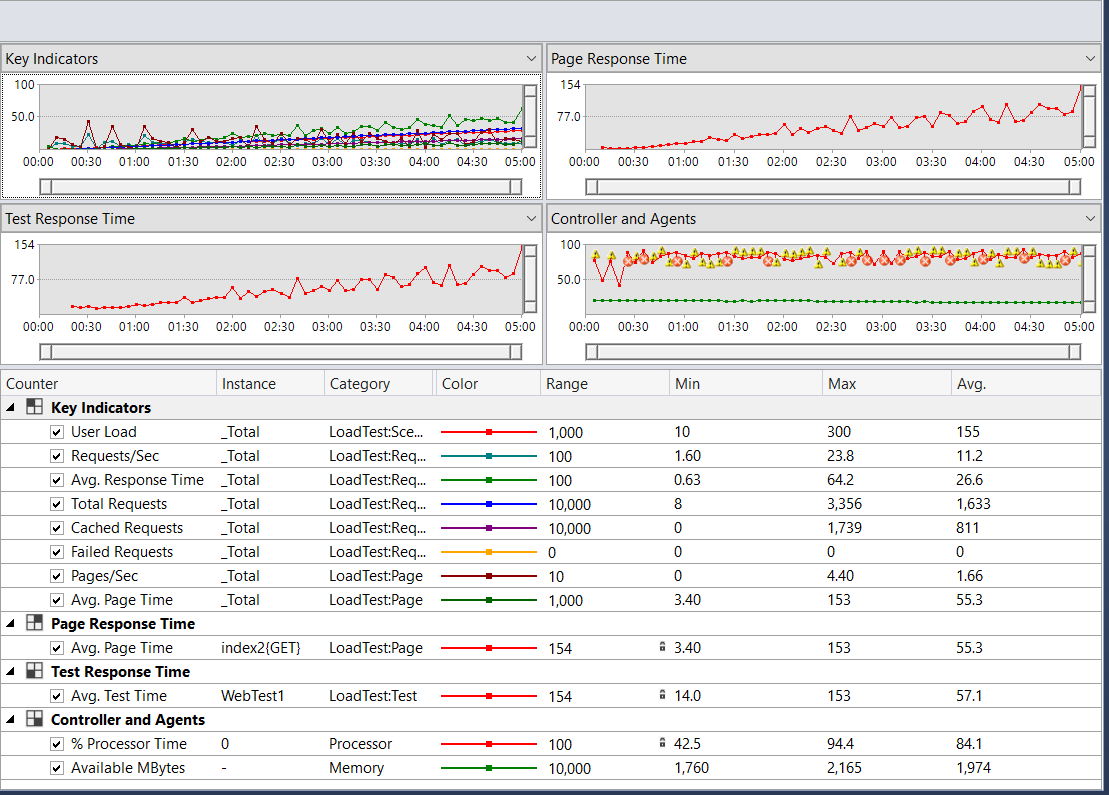 Key Indicators
100
50.0
00:00 00:30 01:00 01:30 02:00 02:30 03:00 03:30 04:00 04:30 05:00
Page Response Time
154
77.0
00:00 00:30 01:00 01:30 02:00 02:30 03:00 03:30 04:00 04:30 05:00
Test Response Time
154
77.0
00:00 00:30 01:00 01:30 02:00 02:30 03:00 03:30 04:00 04:30 05:00
Controller and Agents
100
50.0
00:00 00:30 01:00 01:30 02:00 02:30 03:00 03:30 04:00 04:30 05:00
Counter Instance Category Color Range Min Max Avg.
Key Indicators
User Load _Total LoadTest:Sce... 1,000 10 300 155
Requests/Sec _Total LoadTest:Req... 100 1.60 23.8 11.2
Avg. Response Time _Total LoadTest:Req... 100 0.63 64.2 26.6
Total Requests _Total LoadTest:Req... 10,000 8 3,356 1,633
Cached Requests _Total LoadTest:Req... 10,000 0 1,739 811
Failed Requests _Total LoadTest:Req... 0 0 0 0
Pages/Sec _Total LoadTest:Page 10 0 4.40 1.66
Avg. Page Time _Total LoadTest:Page 1,000 3.40 153 55.3
Page Response Time
Avg. Page Time index2{GET} LoadTest:Page 154 3.40 153 55.3
Test Response Time
Avg. Test Time WebTest1 LoadTest:Test 154 14.0 153 57.1
Controller and Agents
% Processor Time 0 Processor 100 42.5 94.4 84.1
Available MBytes - Memory 10,000 1,760 2,165 1,974